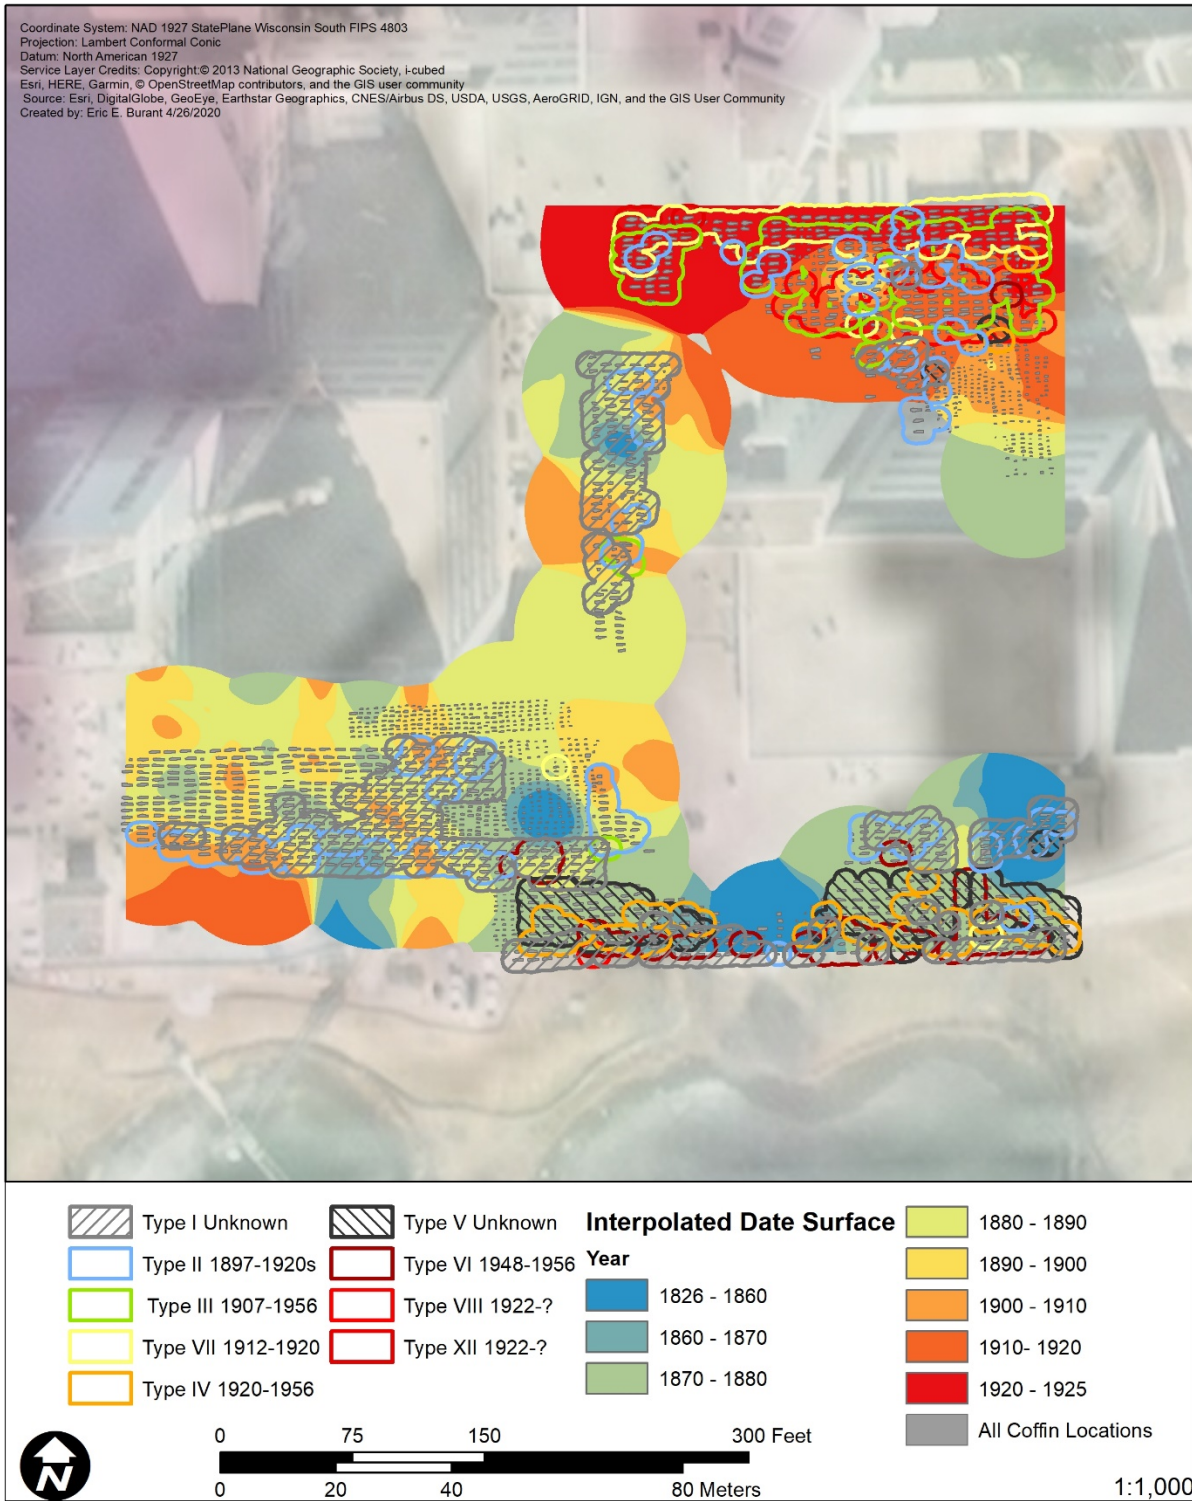 Coordinate System: NAD 1927 StatePlane Wisconsin South FIPS 4803
Projection: Lambert Conformal Conic
Datum: North American 1927
Service Layer Credits: Copyright:© 2013 National Geographic Society, i-cubed
Esri, HERE, Garmin, © OpenStreetMap contributors, and the GIS user community
Source: Esri, DigitalGlobe, GeoEye, Earthstar Geographics, CNES/Airbus DS, USDA, USGS, AeroGRID, IGN, and the GIS User Community
Created by: Eric E. Burant 4/26/2020
Type I Unknown
Type II 1897-1920s
Type III 1907-1956
Type VII 1912-1920
Type IV 1920-1956
Type V Unknown
Type VI 1948-1956
Type VIII 1922-?
Type XII 1922-?
Interpolated Date Surface
Year
1826 - 1860
1860 - 1870
1870 - 1880
1880 - 1890
1890 - 1900
1900 - 1910
1910- 1920
1920 - 1925
All Coffin Locations
N
0 75 150 300 Feet
0 20 40 80 Meters
1:1,000